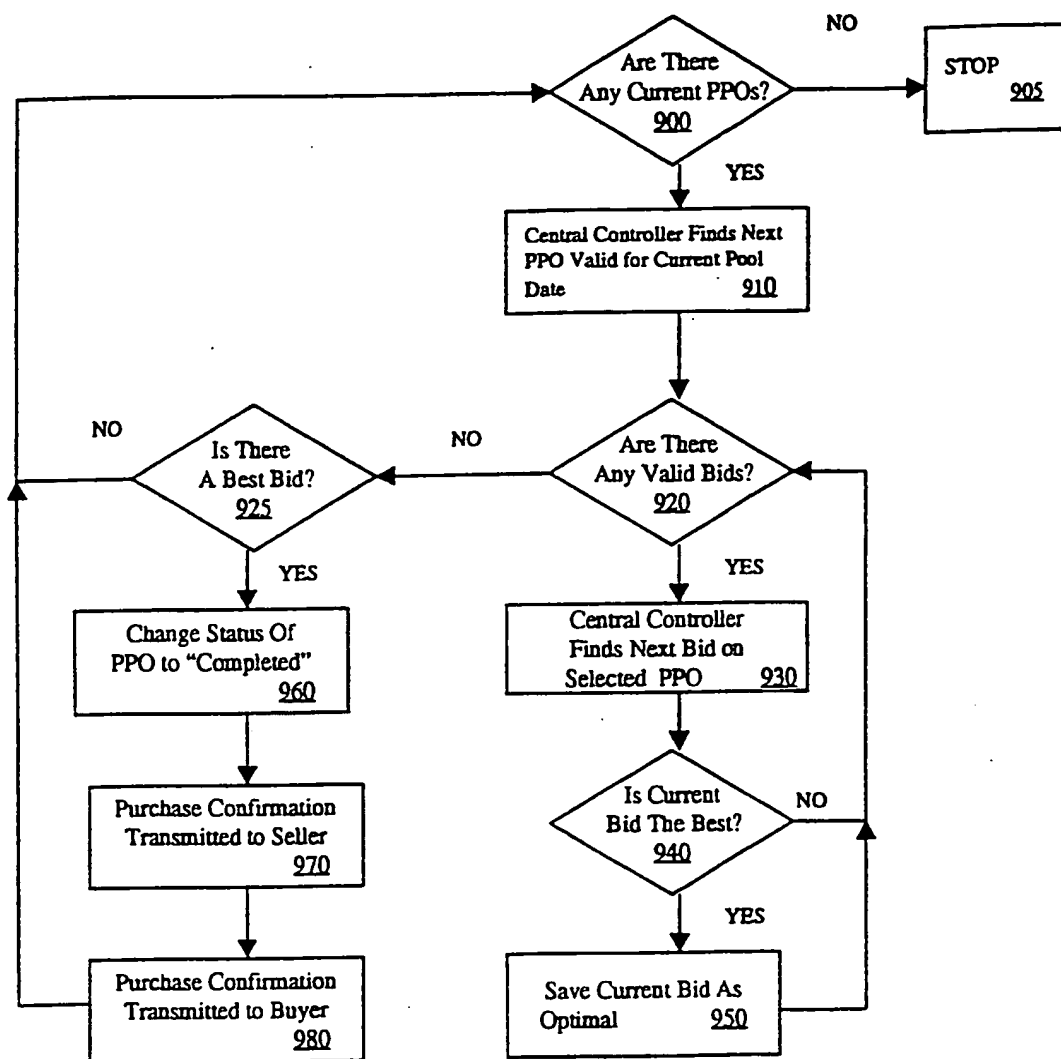 NO
Are There
Any Current PPOs?
900
STOP
905
YES
Central Controller Finds Next
PPO Valid for Current Pool
Date 910
NO
Is There
A Best Bid?
925
NO
Are There
Any Valid Bids?
920
YES
YES
Change Status Of
PPO to “Completed”
960
Central Controller
Finds Next Bid on
Selected PPO 930
Purchase Confirmation
Transmitted to Seller
970
Is Current
Bid The Best?
940
NO
YES
Purchase Confirmation
Transmitted to Buyer
980
Save Current Bid As
Optimal 950